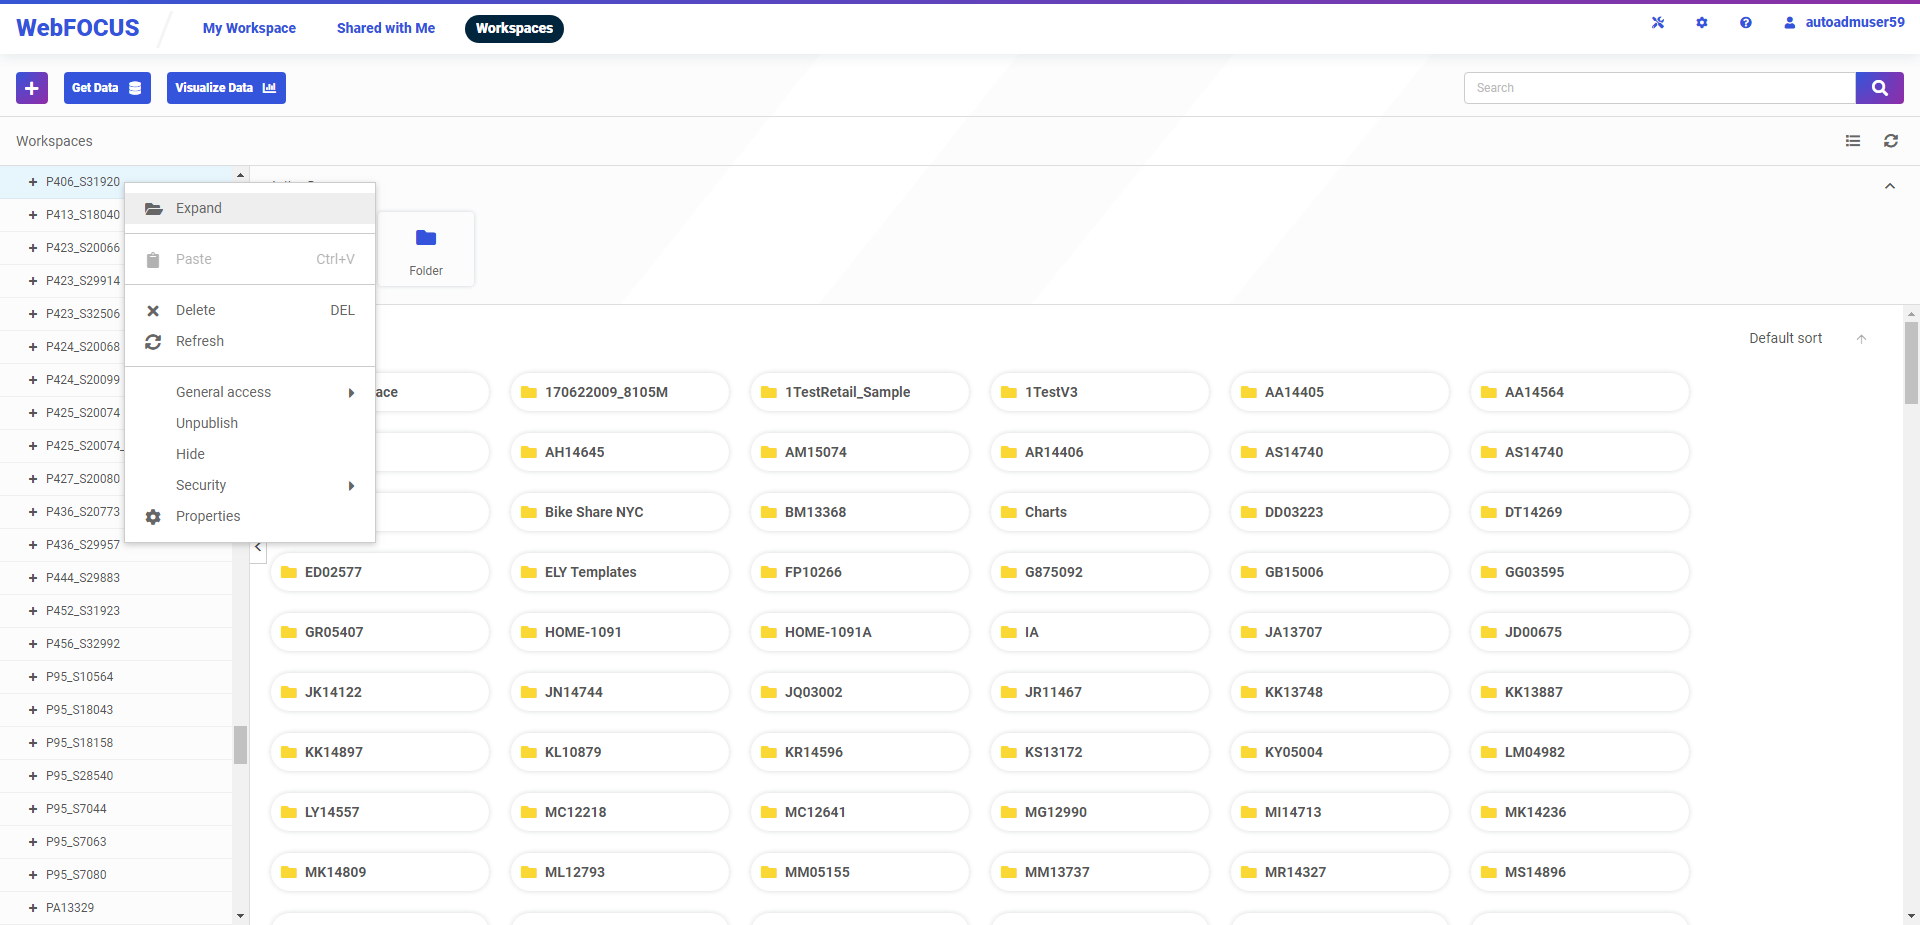 WebFOCUS
My Workspace
Shared with Me
Workspaces
autoadmuser59
Get Data
Visualize Data
Search
Workspaces
P406_S31920
P413_S18040
P423_S20066
P423_S29914
P423_S32506
P424_S20068
P424_S20099
P425_S20074
P425_S20074_
P427_S20080
P436_S20773
P436_S29957
P444_S29883
P452_S31923
P456_S32992
P95_S10564
P95_S18043
P95_S18158
P95_S28540
P95_S7044
P95_S7063
P95_S7080
PA13329
Expand
Paste Ctrl+V
Delete DEL
Refresh
General access
Unpublish
Hide
Security
Properties
Folder
Default sort
ace
170622009_8105M
1TestRetail_Sample
1TestV3
AA14405
AA14564
AH14645
AM15074
AR14406
AS14740
AS14740
Bike Share NYC
BM13368
Charts
DD03223
DT14269
ED02577
ELY Templates
FP10266
G875092
GB15006
GG03595
GR05407
HOME-1091
HOME-1091A
IA
JA13707
JD00675
JK14122
JN14744
JQ03002
JR11467
KK13748
KK13887
KK14897
KL10879
KR14596
KS13172
KY05004
LM04982
LY14557
MC12218
MC12641
MG12990
MI14713
MK14236
MK14809
ML12793
MM05155
MM13737
MR14327
MS14896